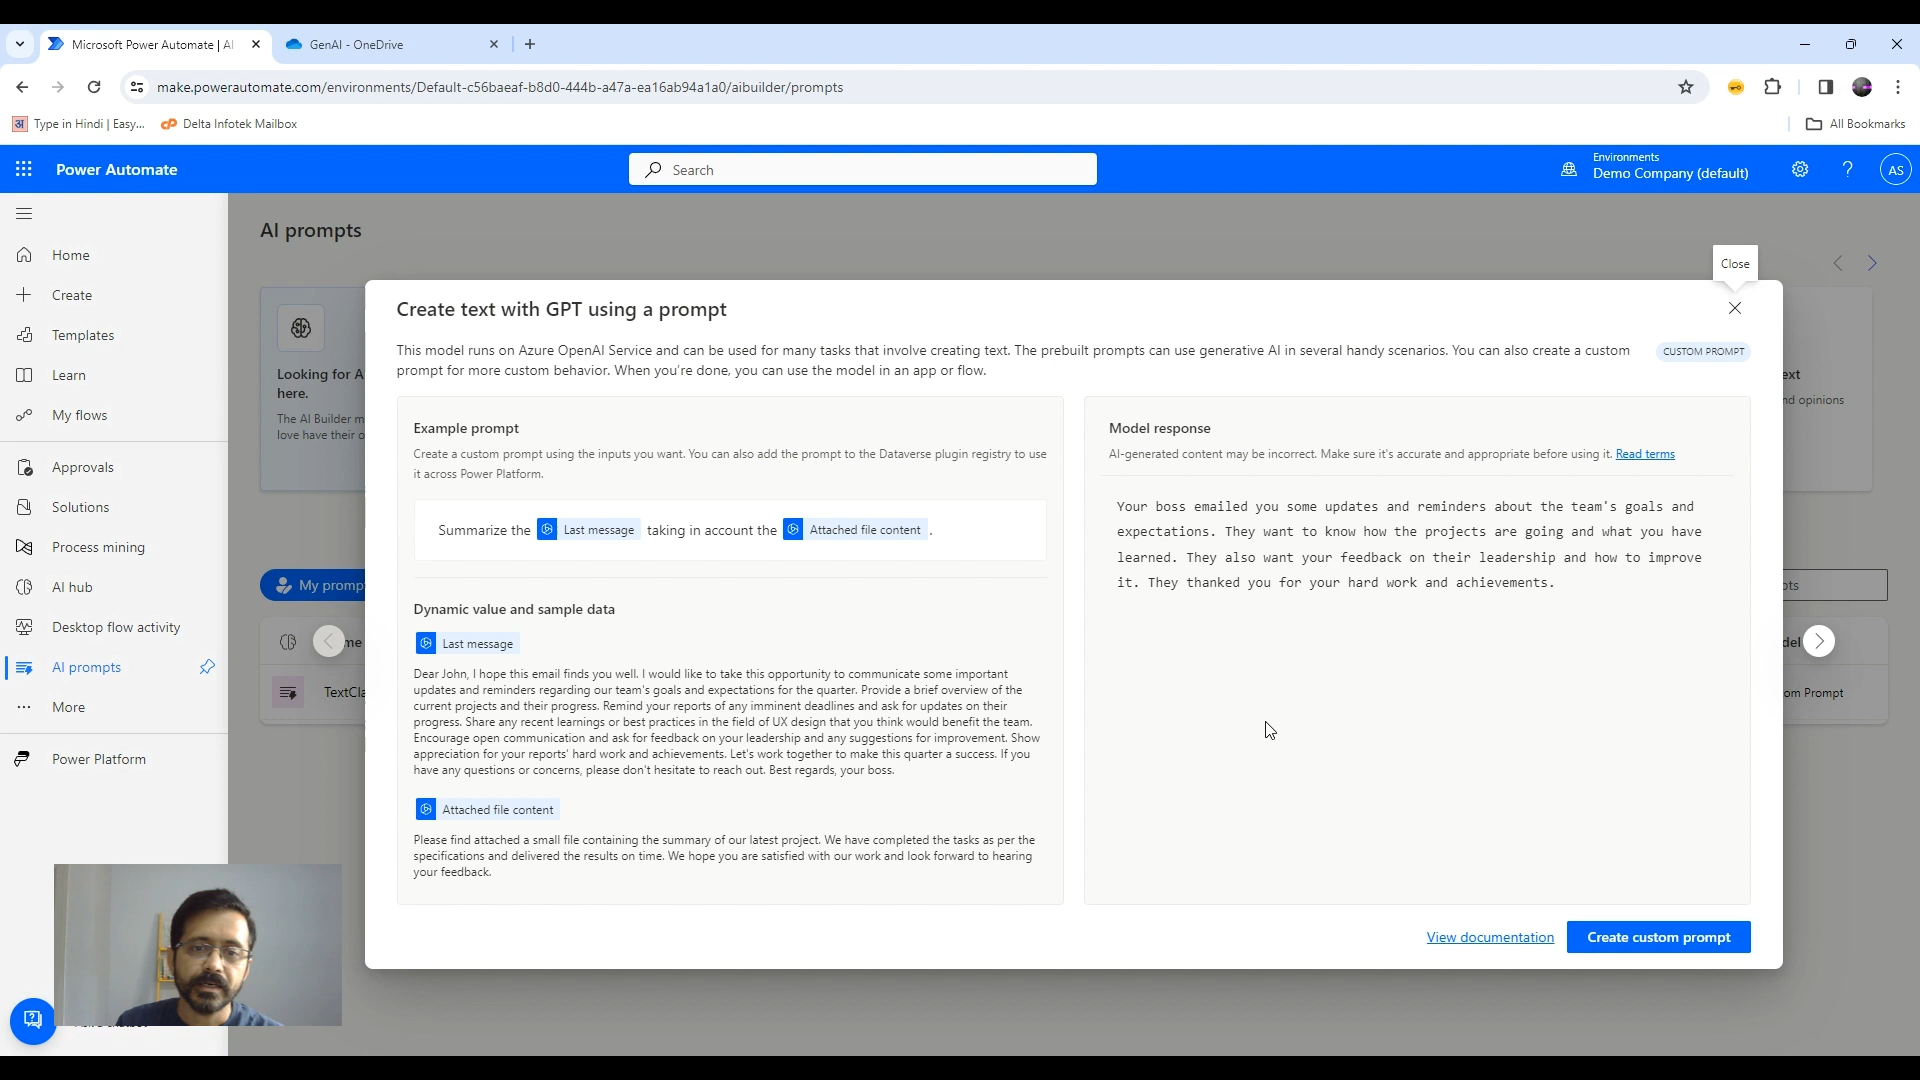 Microsoft Power Automate | AI
GenAI - OneDrive
make.powerautomate.com/environments/Default-c56baeaf-b8d0-444b-a47a-ea16ab94a1a0/aibuilder/prompts
Type in Hindi | Easy...
Delta Infotek Mailbox
All Bookmarks
Power Automate
Search
Environments
Demo Company (default)
AS
AI prompts
Home
Create
Templates
Learn
My flows
Approvals
Solutions
Process mining
AI hub
Desktop flow activity
AI prompts
More
Power Platform
Looking for A
here.
The AI Builder m
love have their o
My promp
me
TextCla
Close
Create text with GPT using a prompt
This model runs on Azure OpenAI Service and can be used for many tasks that involve creating text. The prebuilt prompts can use generative AI in several handy scenarios. You can also create a custom
prompt for more custom behavior. When you're done, you can use the model in an app or flow.
CUSTOM PROMPT
Example prompt
Create a custom prompt using the inputs you want. You can also add the prompt to the Dataverse plugin registry to use
it across Power Platform.
Summarize the Last message taking in account the Attached file content .
Dynamic value and sample data
Last message
Dear John, I hope this email finds you well. I would like to take this opportunity to communicate some important
updates and reminders regarding our team's goals and expectations for the quarter. Provide a brief overview of the
current projects and their progress. Remind your reports of any imminent deadlines and ask for updates on their
progress. Share any recent learnings or best practices in the field of UX design that you think would benefit the team.
Encourage open communication and ask for feedback on your leadership and any suggestions for improvement. Show
appreciation for your reports' hard work and achievements. Let's work together to make this quarter a success. If you
have any questions or concerns, please don't hesitate to reach out. Best regards, your boss.
Attached file content
Please find attached a small file containing the summary of our latest project. We have completed the tasks as per the
specifications and delivered the results on time. We hope you are satisfied with our work and look forward to hearing
your feedback.
Model response
AI-generated content may be incorrect. Make sure it's accurate and appropriate before using it. Read terms
Your boss emailed you some updates and reminders about the team's goals and
expectations. They want to know how the projects are going and what you have
learned. They also want your feedback on their leadership and how to improve
it. They thanked you for your hard work and achievements.
View documentation
Create custom prompt
ext
nd opinions
pts
del
om Prompt